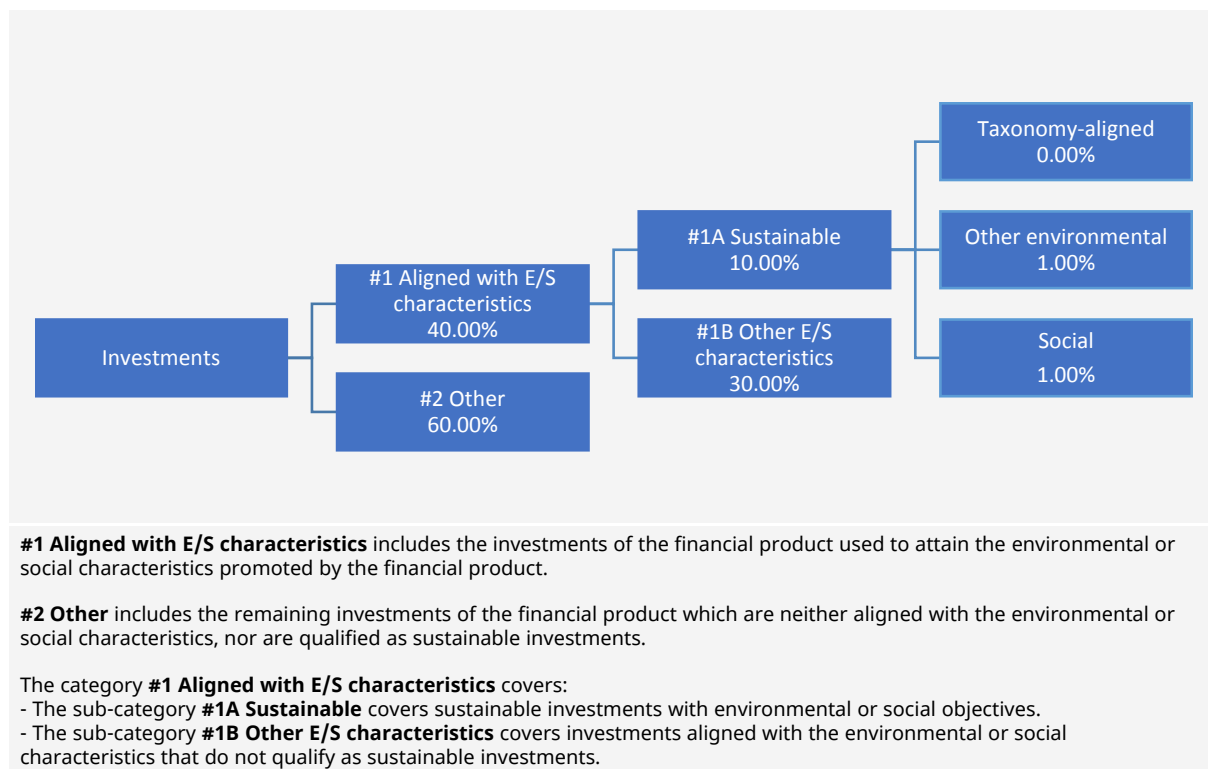 Taxonomy-aligned
0.00%
#1A Sustainable
10.00%
Other environmental
1.00%
#1 Aligned with E/S
characteristics
40.00%
#1B Other E/S
characteristics
30.00%
Social
1.00%
Investments
#2 Other
60.00%
#1 Aligned with E/S characteristics includes the investments of the financial product used to attain the environmental or
social characteristics promoted by the financial product.
#2 Other includes the remaining investments of the financial product which are neither aligned with the environmental or
social characteristics, nor are qualified as sustainable investments.
The category #1 Aligned with E/S characteristics covers:
- The sub-category #1A Sustainable covers sustainable investments with environmental or social objectives.
- The sub-category #1B Other E/S characteristics covers investments aligned with the environmental or social
characteristics that do not qualify as sustainable investments.